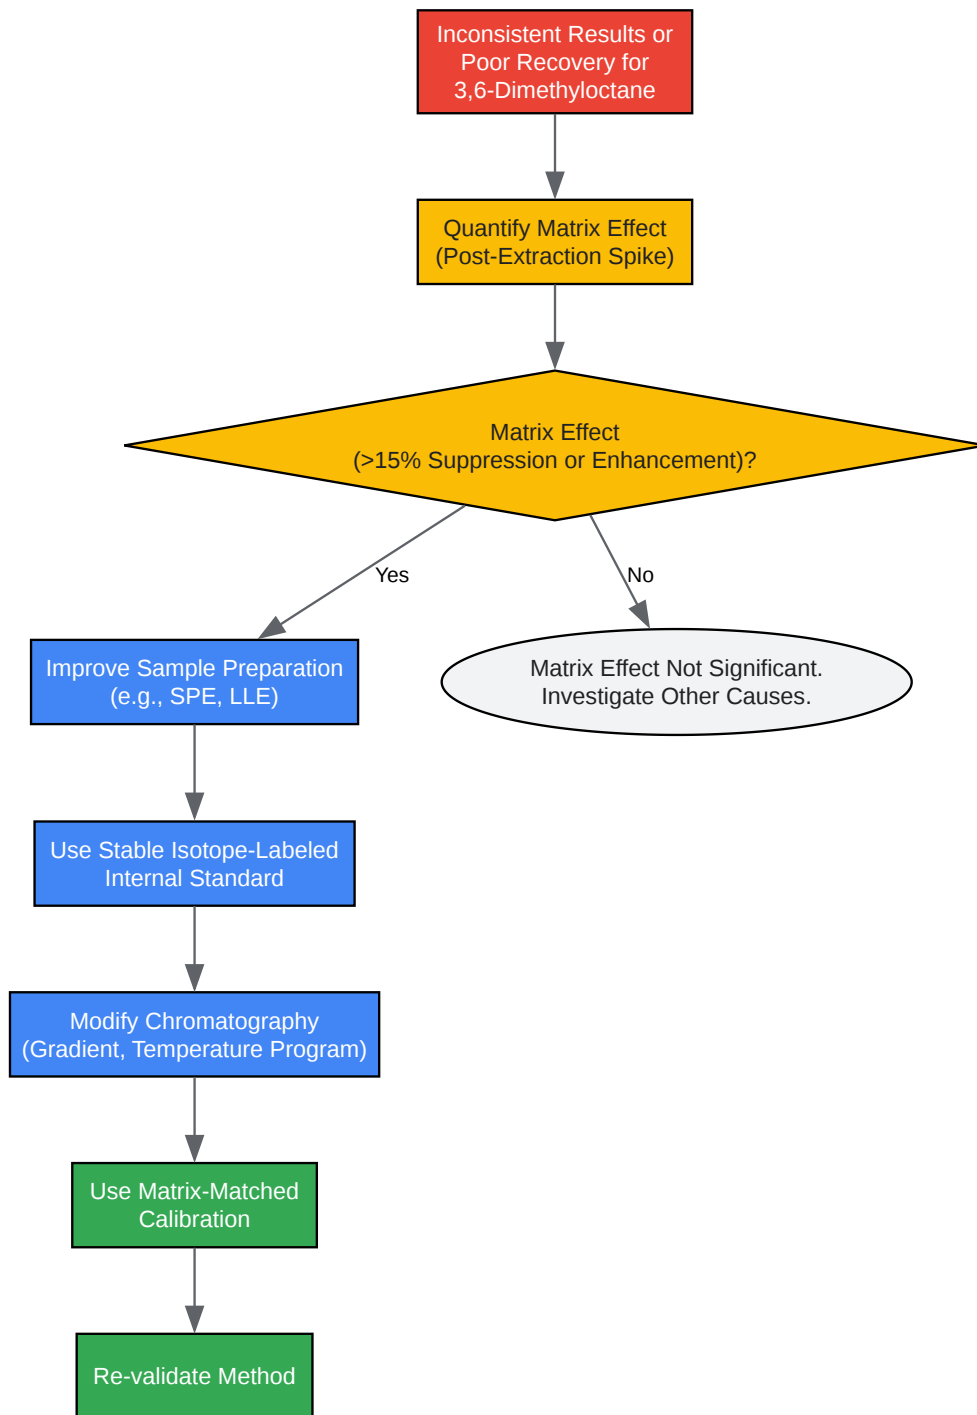 Inconsistent Results or
Poor Recovery for
3,6-Dimethyloctane
Quantify Matrix Effect
(Post-Extraction Spike)
Matrix Effect
(>15% Suppression or Enhancement)?
Yes
No
Improve Sample Preparation
(e.g., SPE, LLE)
Matrix Effect Not Significant.
Investigate Other Causes.
Use Stable Isotope-Labeled
Internal Standard
Modify Chromatography
(Gradient, Temperature Program)
Use Matrix-Matched
Calibration
Re-validate Method